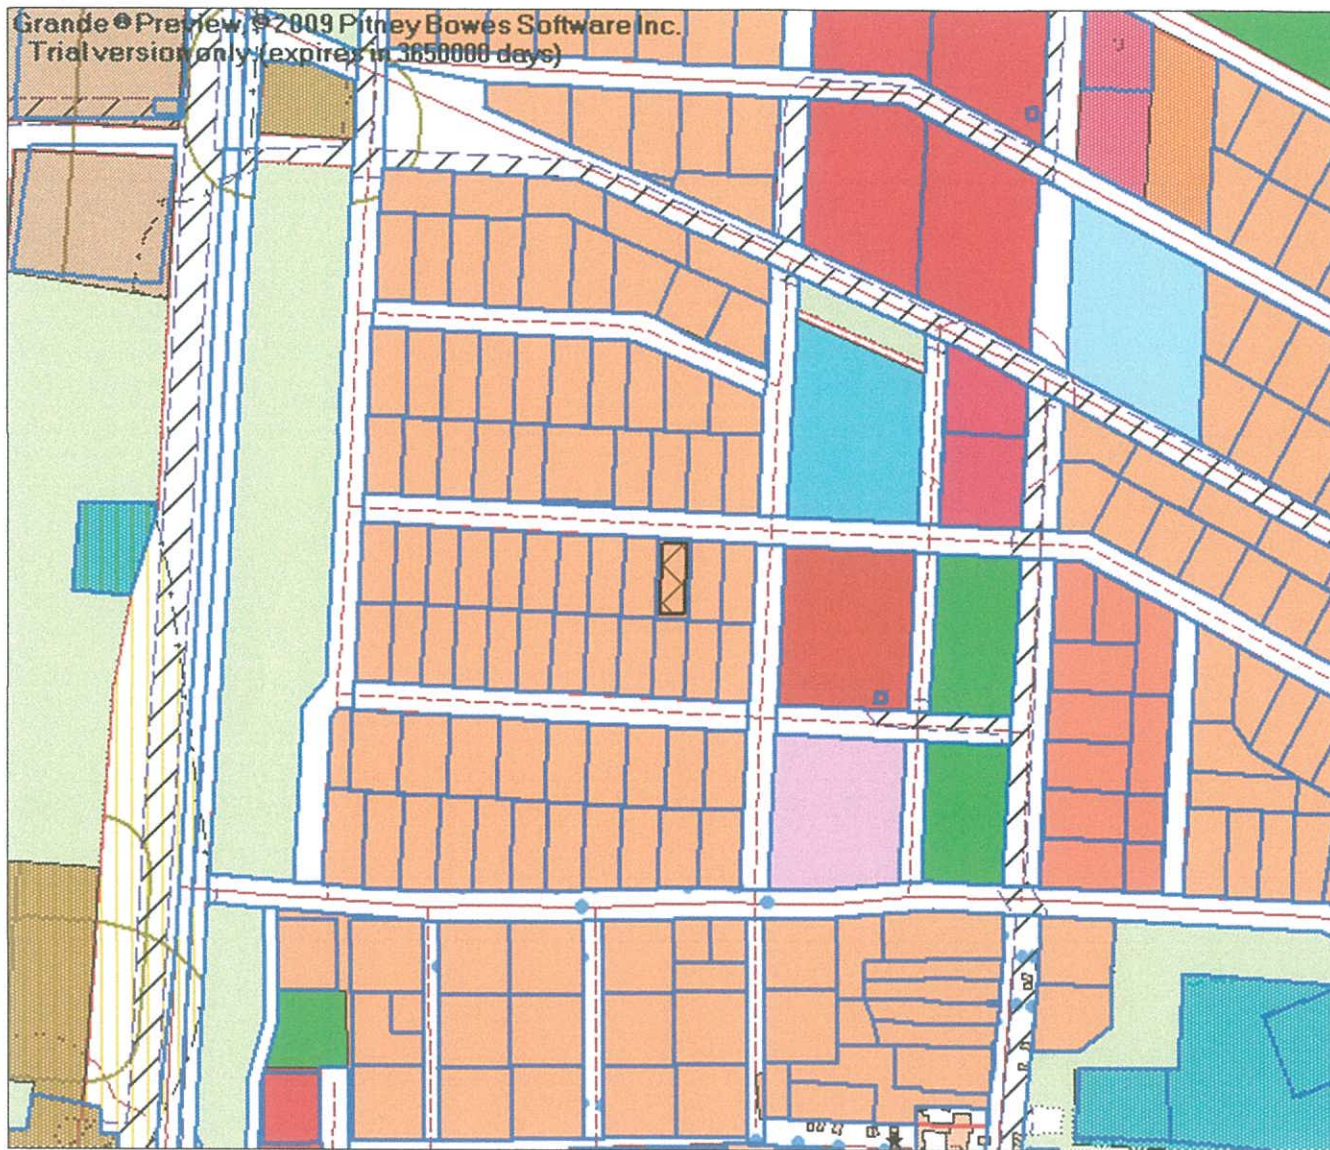 Grande ® Preview, © 2009 Pitney Bowes Software Inc.
Trial version only (expires in 3650000 days)